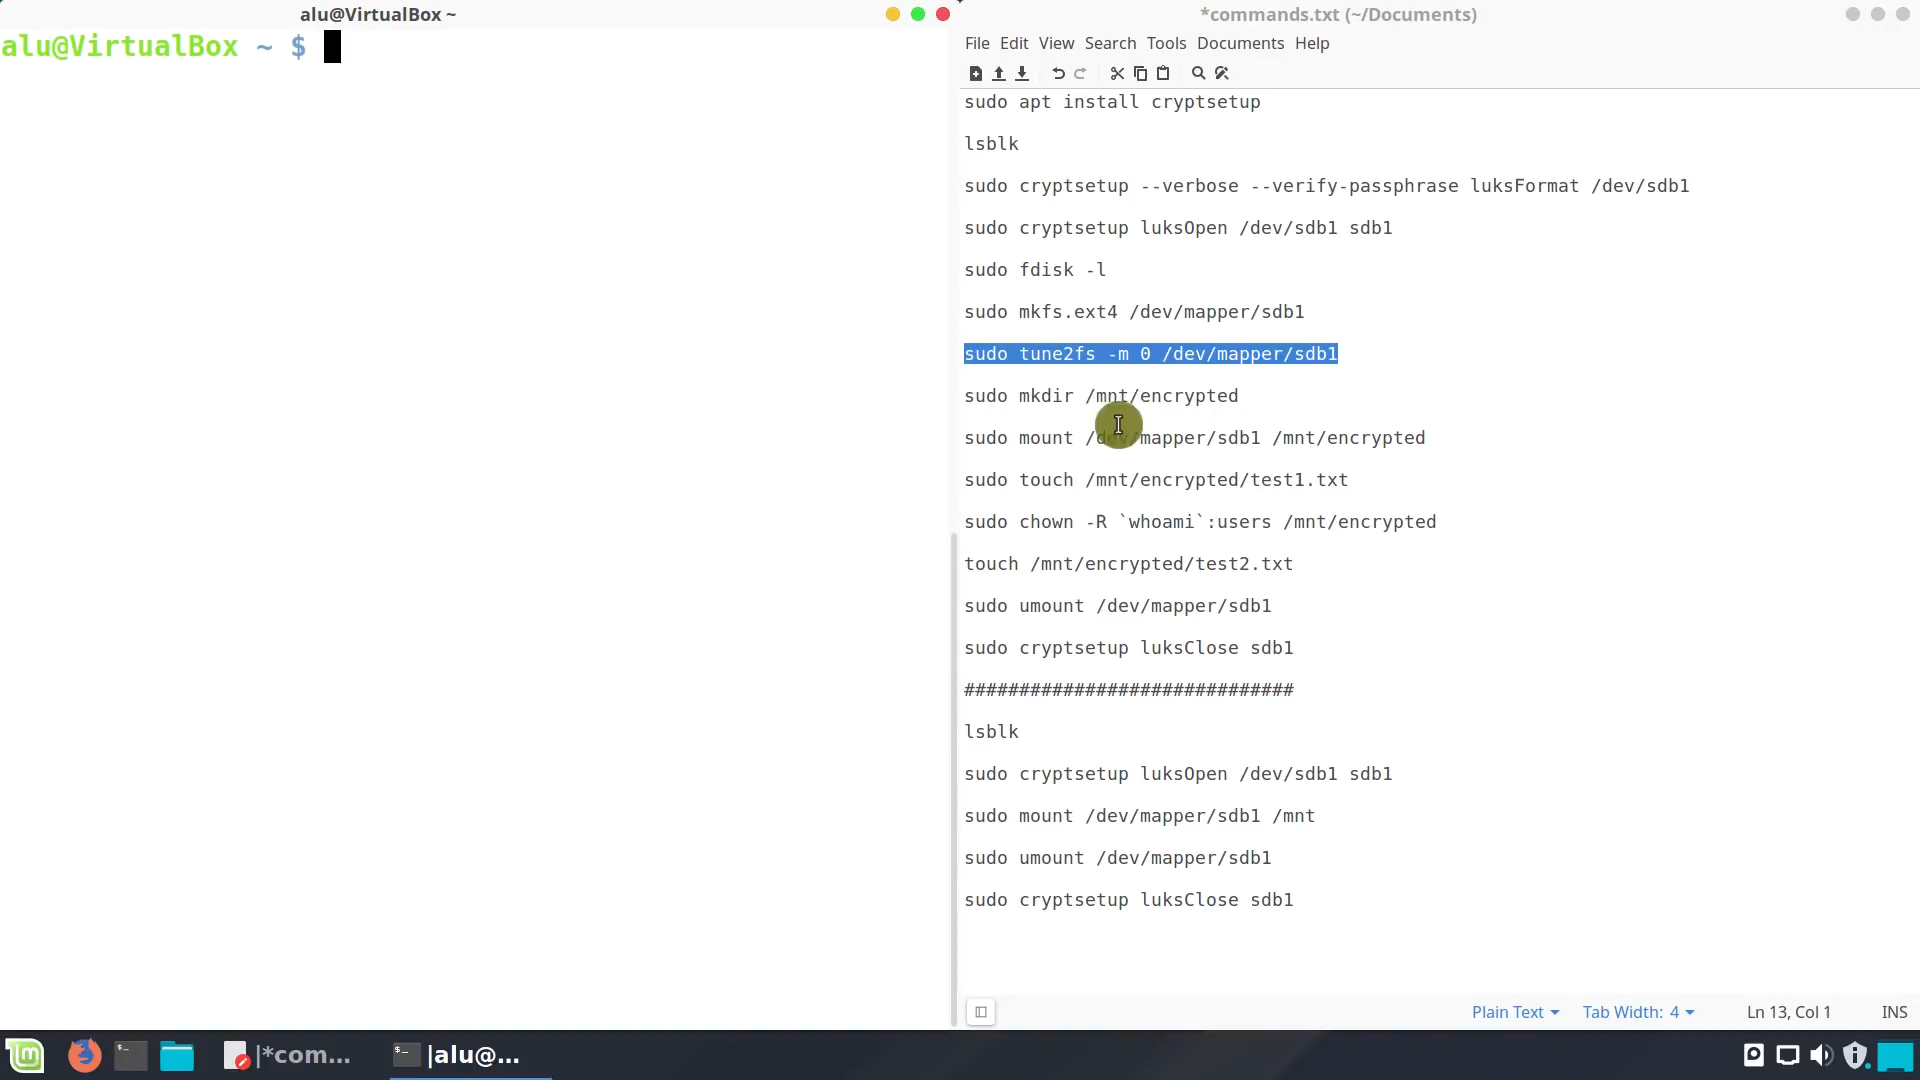 alu@VirtualBox ~
alu@VirtualBox ~ $
*commands.txt (~/Documents)
File Edit View Search Tools Documents Help
sudo apt install cryptsetup
lsblk
sudo cryptsetup --verbose --verify-passphrase luksFormat /dev/sdb1
sudo cryptsetup luksOpen /dev/sdb1 sdb1
sudo fdisk -l
sudo mkfs.ext4 /dev/mapper/sdb1
sudo tune2fs -m 0 /dev/mapper/sdb1
sudo mkdir /mnt/encrypted
sudo mount /dev/mapper/sdb1 /mnt/encrypted
sudo touch /mnt/encrypted/test1.txt
sudo chown -R `whoami`:users /mnt/encrypted
touch /mnt/encrypted/test2.txt
sudo umount /dev/mapper/sdb1
sudo cryptsetup luksClose sdb1
##############################
lsblk
sudo cryptsetup luksOpen /dev/sdb1 sdb1
sudo mount /dev/mapper/sdb1 /mnt
sudo umount /dev/mapper/sdb1
sudo cryptsetup luksClose sdb1
Plain Text Tab Width: 4 Ln 13, Col 1 INS
|*com... |alu@...